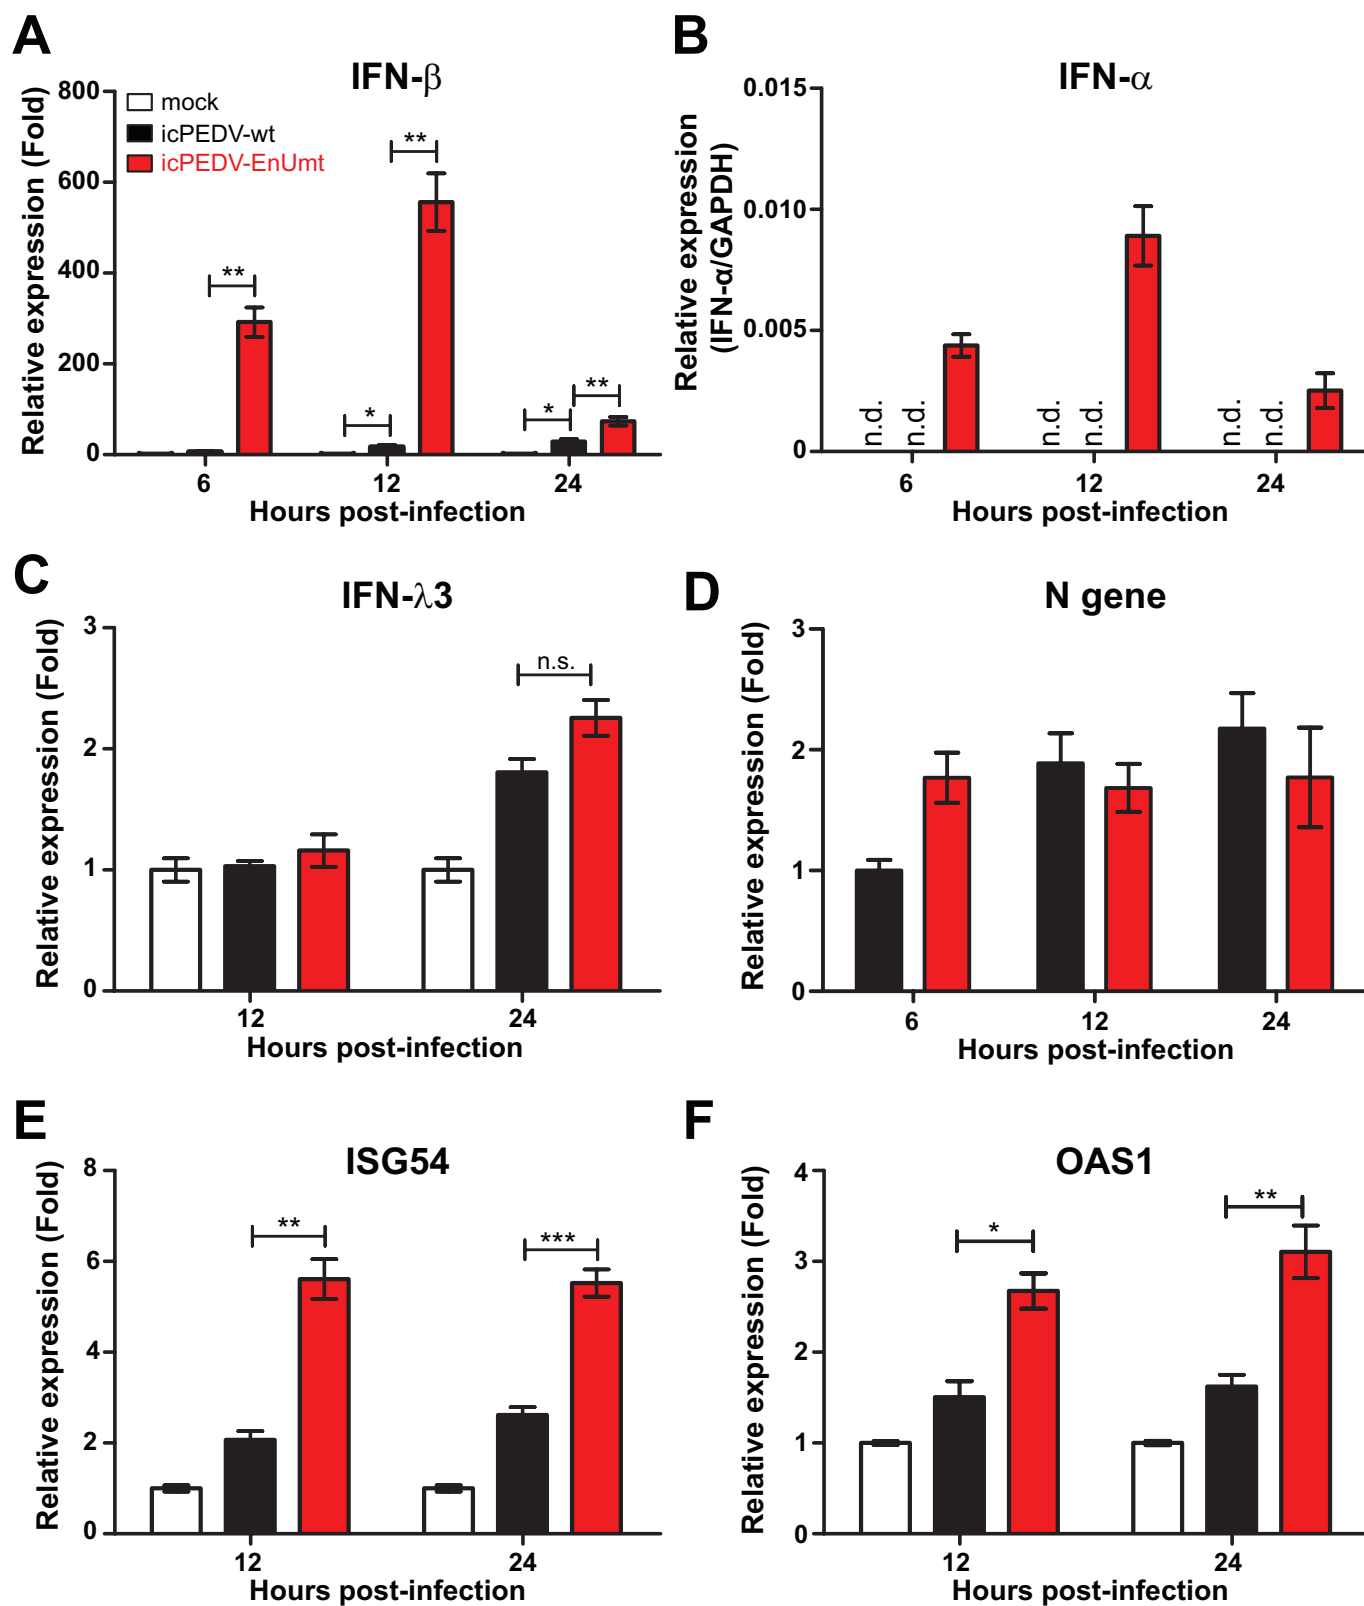 A
IFN-β
Relative expression (Fold)
800
600
400
200
0
mock
icPEDV-wt
icPEDV-EnUmt
**
*
**
*
**
6
12
24
Hours post-infection
B
IFN-α
Relative expression
(IFN-α/GAPDH)
0.015
0.010
0.005
0
n.d.
n.d.
n.d.
n.d.
n.d.
n.d.
6
12
24
Hours post-infection
C
IFN-λ3
Relative expression (Fold)
3
2
1
0
n.s.
12
24
Hours post-infection
D
N gene
Relative expression (Fold)
3
2
1
0
6
12
24
Hours post-infection
E
ISG54
Relative expression (Fold)
8
6
4
2
0
**
***
12
24
Hours post-infection
F
OAS1
Relative expression (Fold)
4
3
2
1
0
*
**
12
24
Hours post-infection